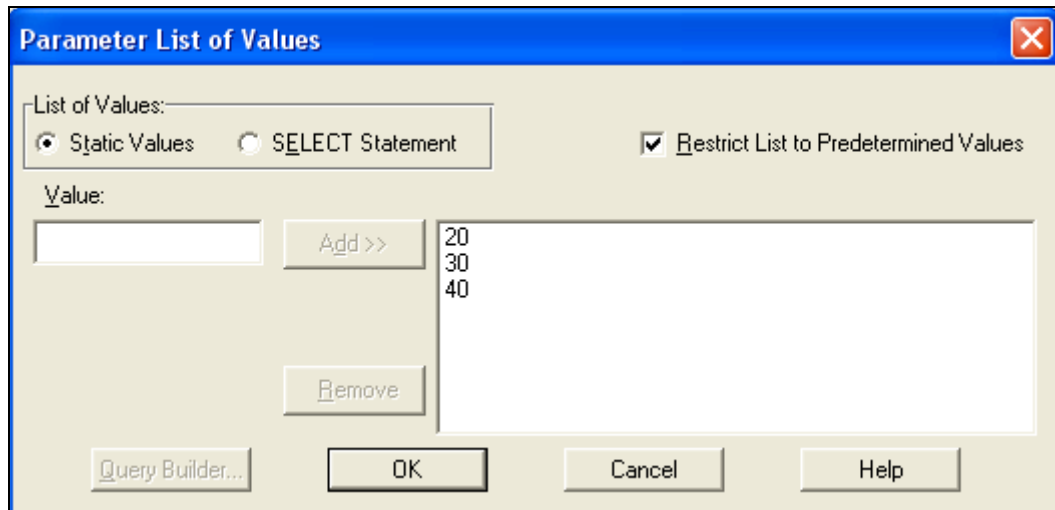 Parameter List of Values
List of Values:
Static Values
SELECT Statement
Restrict List to Predetermined Values
Value:
Add >>
20
30
40
Remove
Query Builder...
OK
Cancel
Help